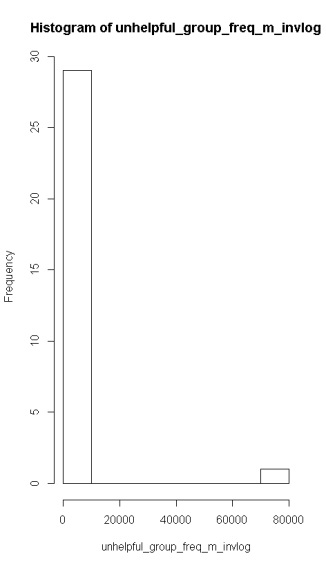 Histogram of unhelpful_group_freq_m_invlog
Frequency
30
25
20
15
10
5
0
0 20000 40000 60000 80000
unhelpful_group_freq_m_invlog